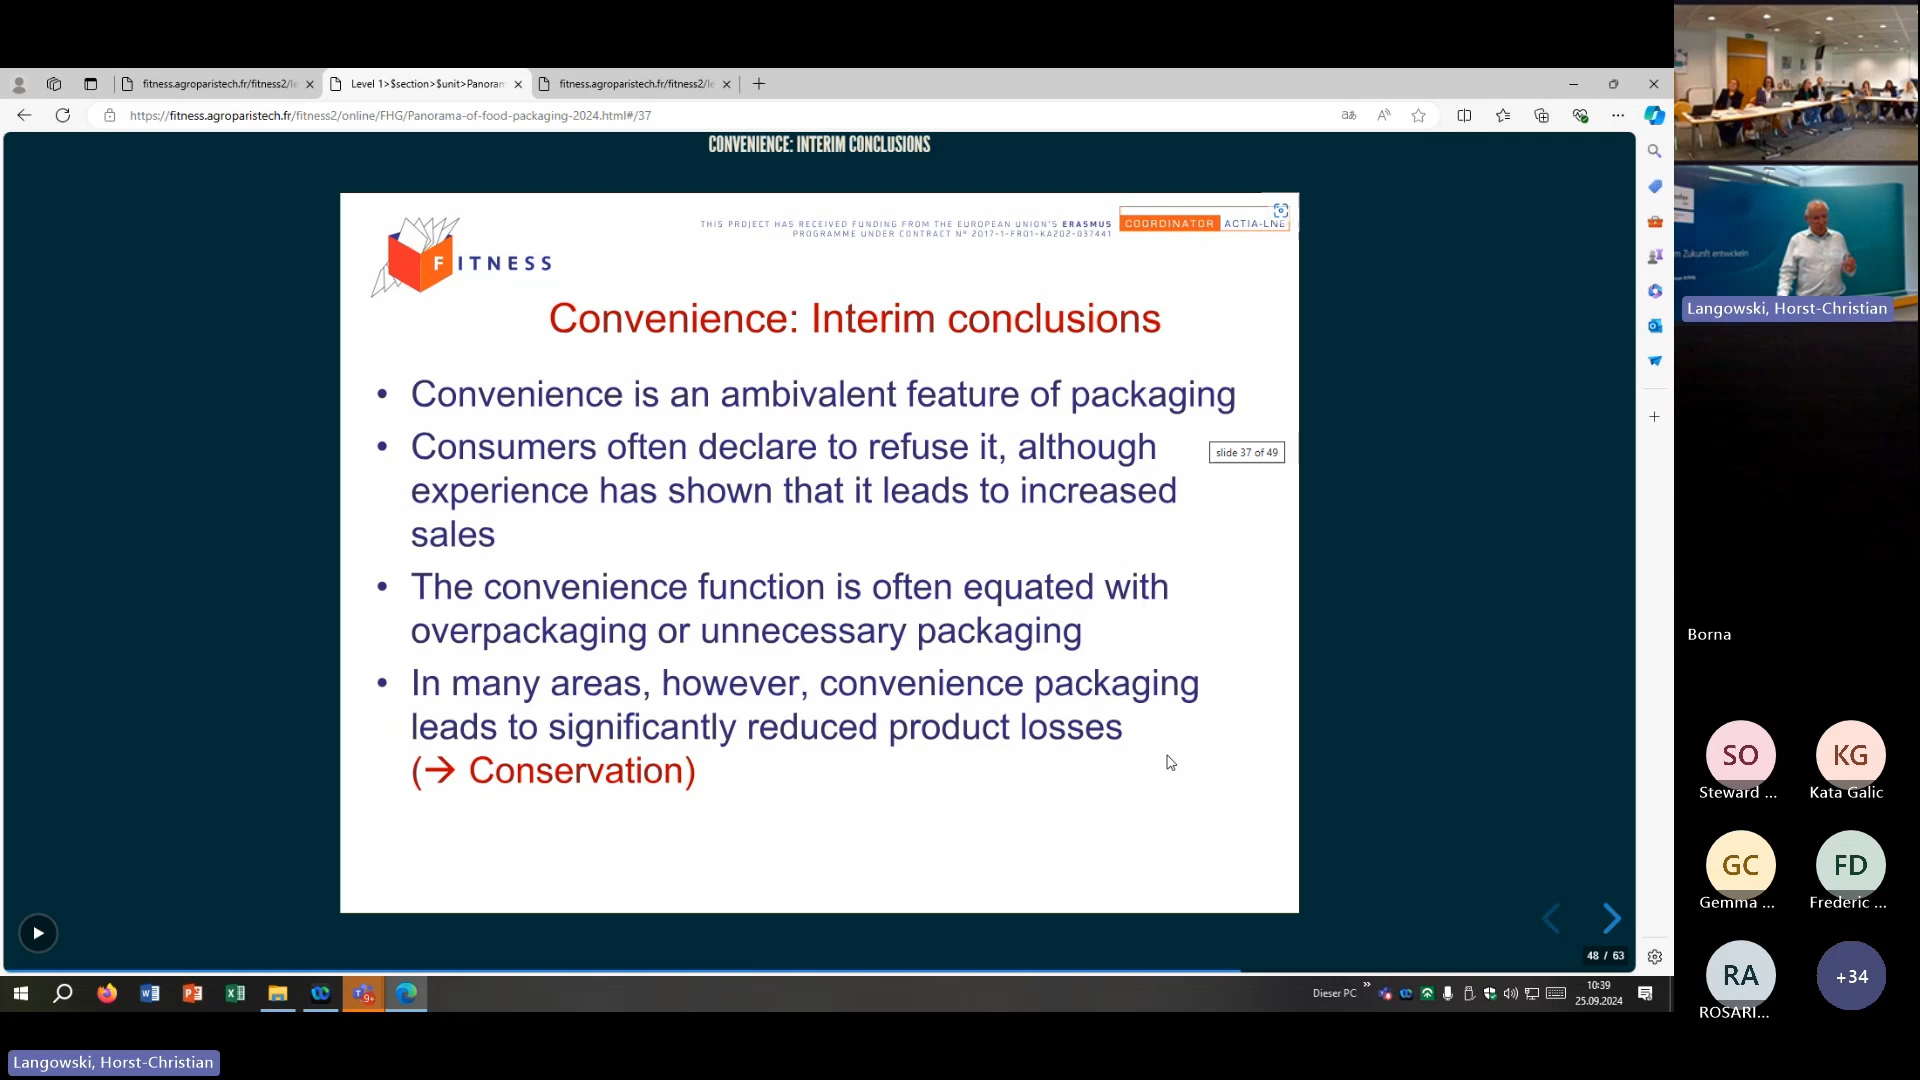 fitness.agroparistech.fr/fitness2/le
Level 1>$section>$unit>Panoram
fitness.agroparistech.fr/fitness2/le
https://fitness.agroparistech.fr/fitness2/online/FHG/Panorama-of-food-packaging-2024.html#/37
CONVENIENCE: INTERIM CONCLUSIONS
THIS PROJECT HAS RECEIVED FUNDING FROM THE EUROPEAN UNION'S ERASMUS
PROGRAMME UNDER CONTRACT N° 2017-1-FR01-KA202-037441
COORDINATOR ACTIA-LNE
FITNESS
Convenience: Interim conclusions
• Convenience is an ambivalent feature of packaging
• Consumers often declare to refuse it, although
experience has shown that it leads to increased
sales
slide 37 of 49
• The convenience function is often equated with
overpackaging or unnecessary packaging
• In many areas, however, convenience packaging
leads to significantly reduced product losses
(→ Conservation)
48 / 63
Dieser PC
10:39
25.09.2024
Langowski, Horst-Christian
Zukunft entwickeln
Langowski, Horst-Christian
Borna
SO
Steward ...
KG
Kata Galic
GC
Gemma ...
FD
Frederic ...
RA
ROSARI...
+34